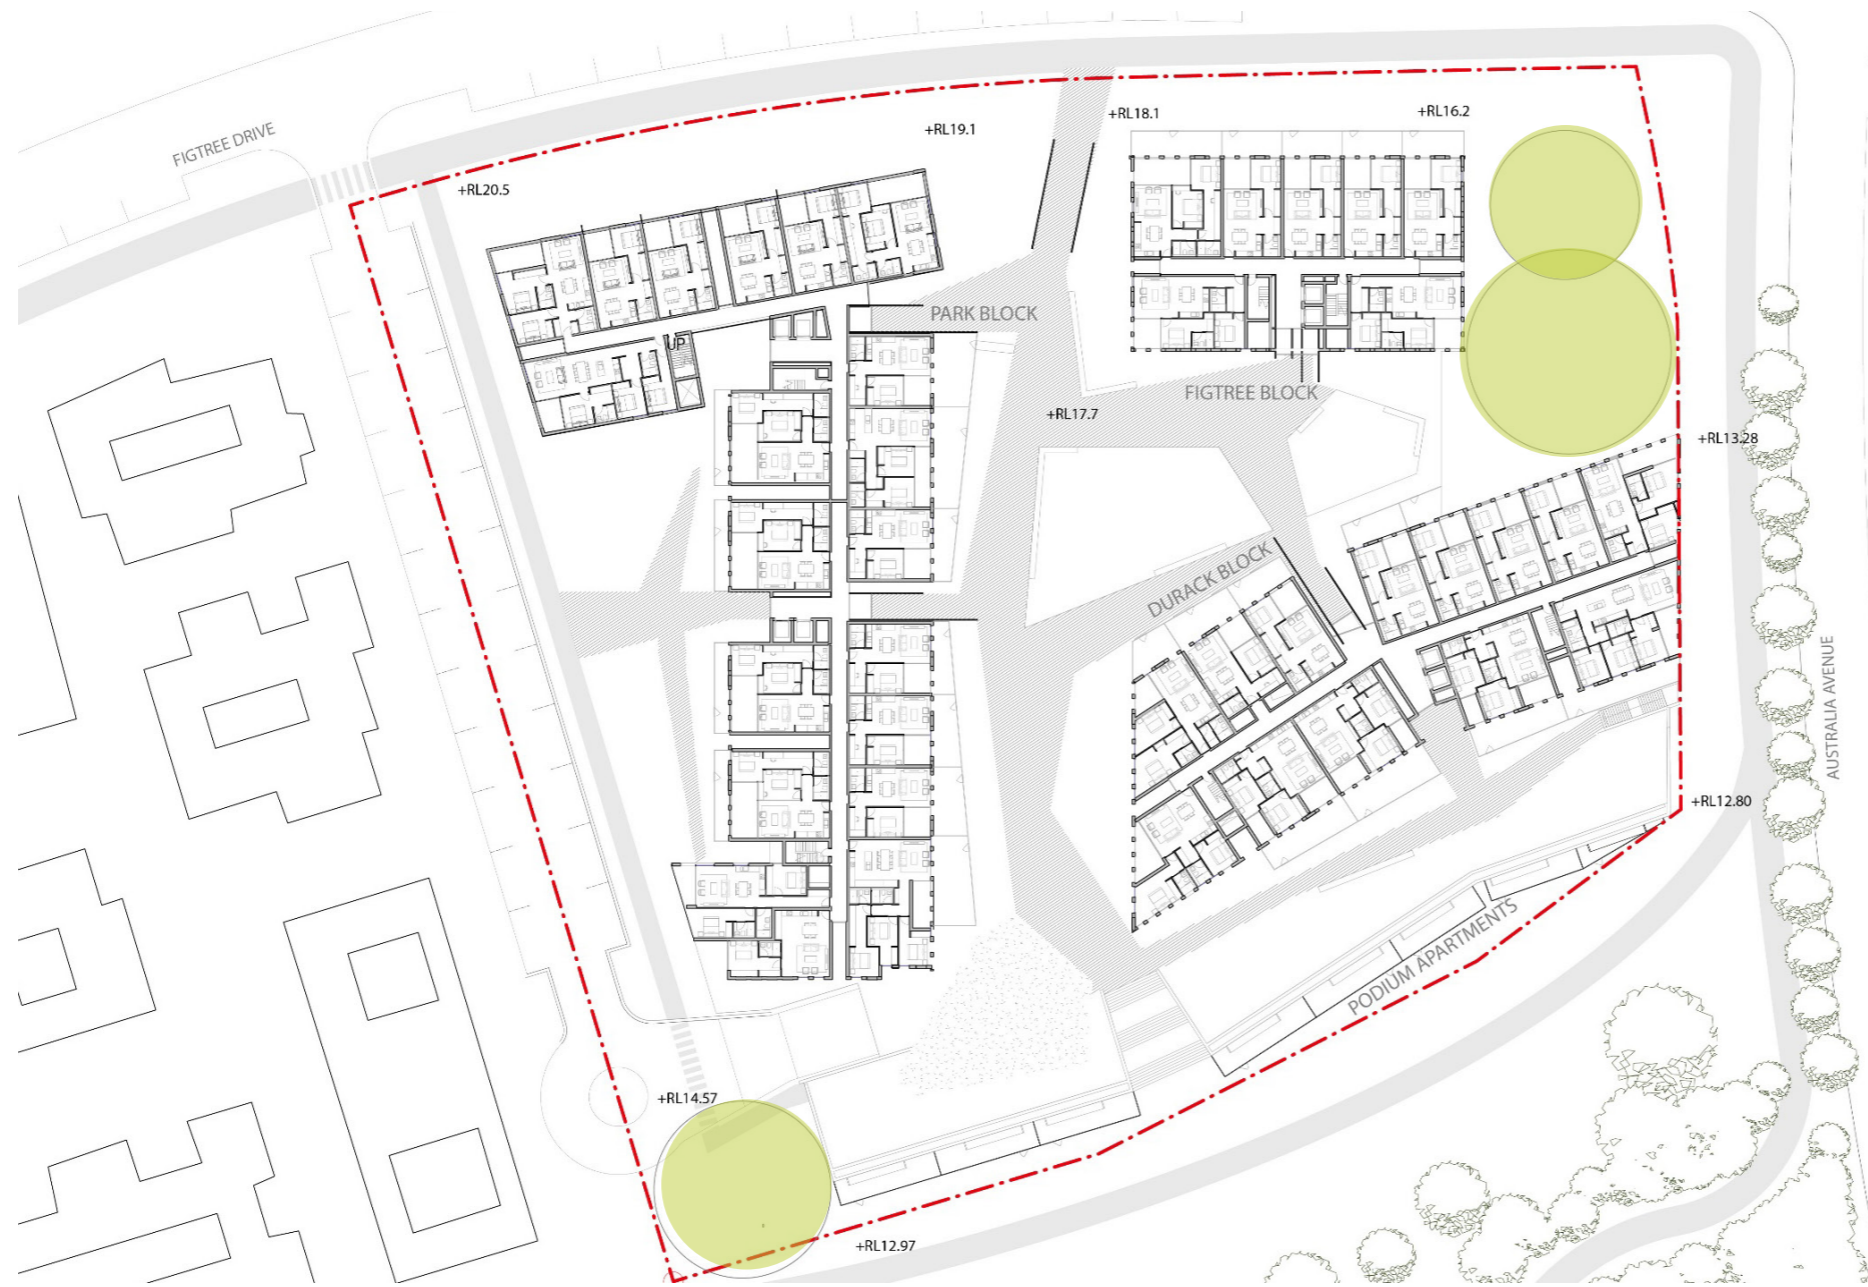 +RL18.1
+RL16.2
+RL19.1
FIGTREE DRIVE
+RL20.5
PARK BLOCK
UP
FIGTREE BLOCK
+RL17.7
+RL13.28
DURACK BLOCK
AUSTRALIA AVENUE
+RL12.80
PODIUM APARTMENTS
+RL14.57
+RL12.97